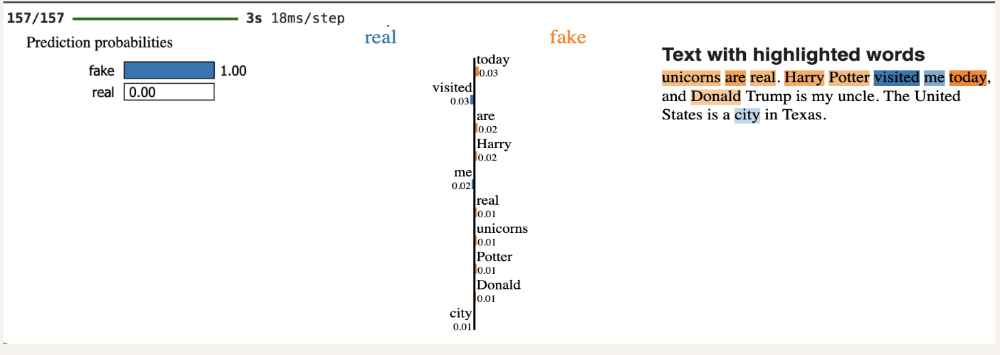 157/157 3s 18ms/step
Prediction probabilities
fake 1.00
real 0.00
real fake
today
0.03
visited
0.03
are
0.02
Harry
0.02
me
0.02
real
0.01
unicorns
0.01
Potter
0.01
Donald
0.01
city
0.01
Text with highlighted words
unicorns are real. Harry Potter visited me today,
and Donald Trump is my uncle. The United
States is a city in Texas.